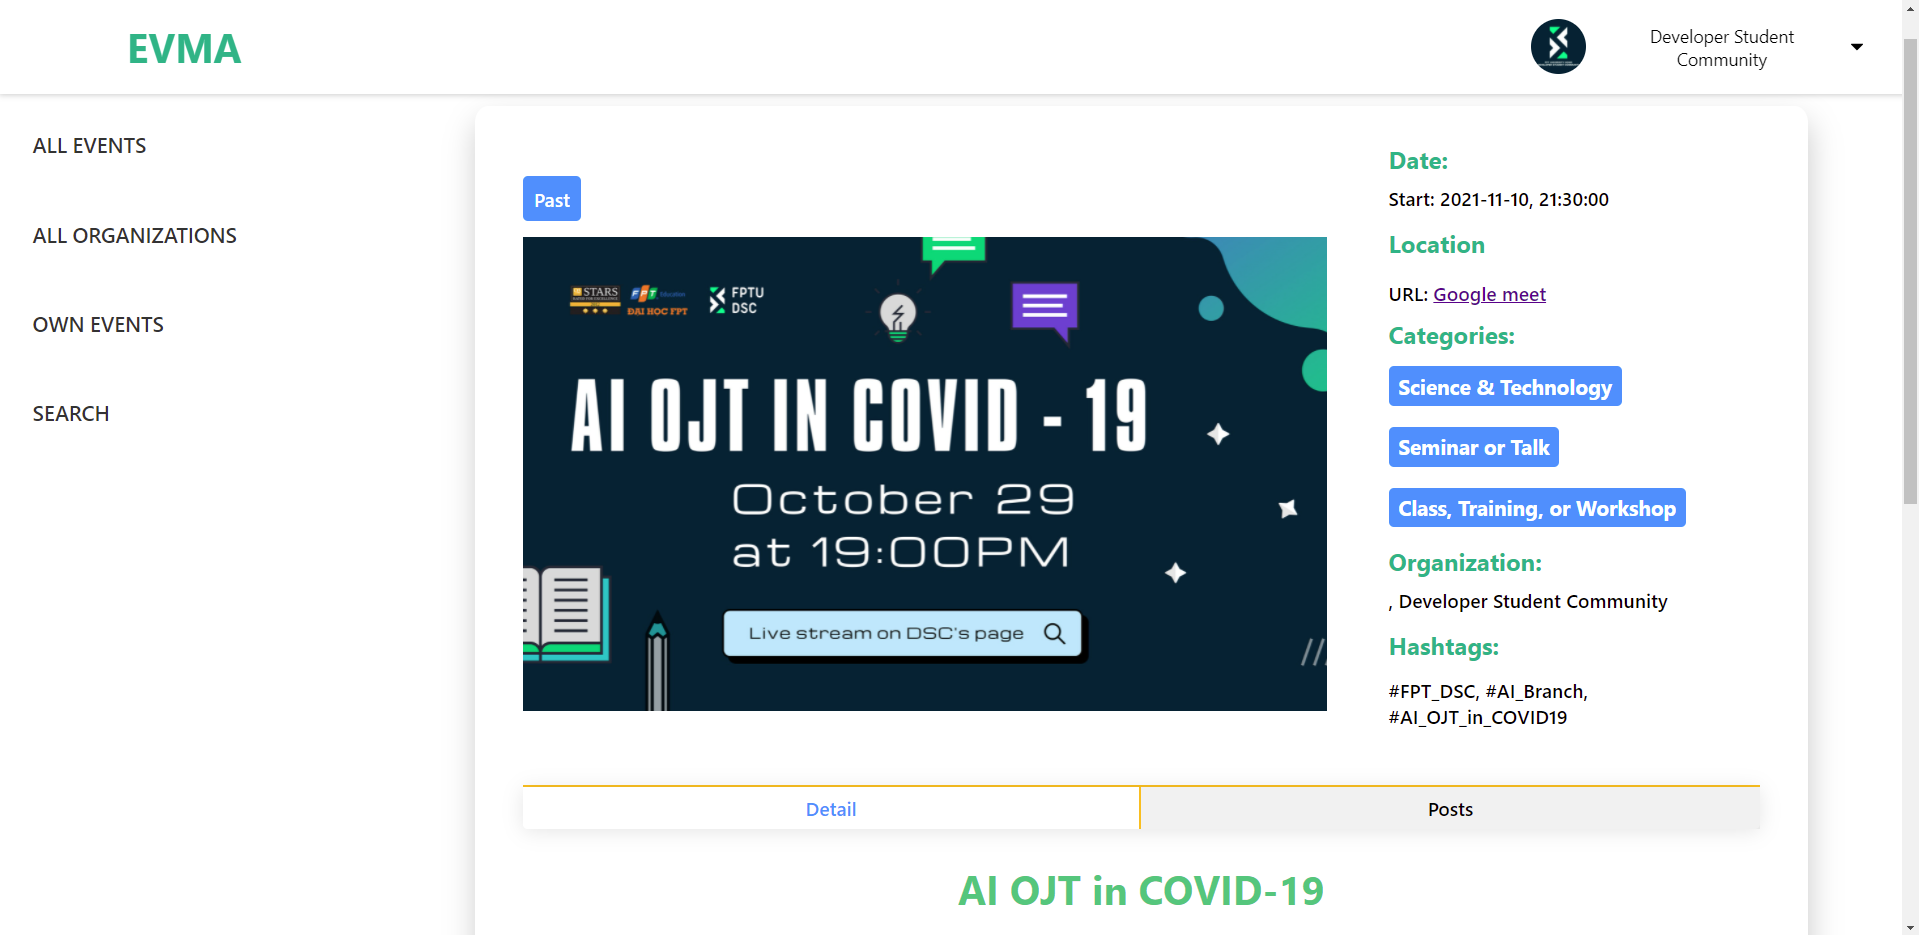 EVMA
Developer Student
Community
ALL EVENTS
ALL ORGANIZATIONS
OWN EVENTS
SEARCH
Past
STARS
FPT Education
ĐẠI HỌC FPT
FPTU
DSC
AI OJT IN COVID - 19
October 29
at 19:00PM
Live stream on DSC's page
Date:
Start: 2021-11-10, 21:30:00
Location
URL: Google meet
Categories:
Science & Technology
Seminar or Talk
Class, Training, or Workshop
Organization:
, Developer Student Community
Hashtags:
#FPT_DSC, #AI_Branch,
#AI_OJT_in_COVID19
Detail
Posts
AI OJT in COVID-19